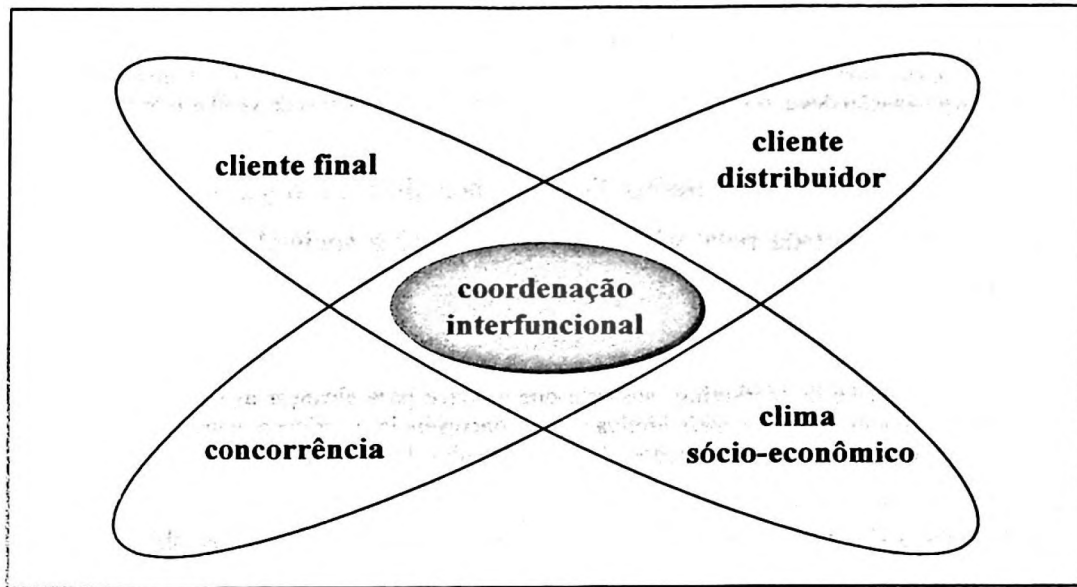 cliente final
cliente
distribuidor
coordenação
interfuncional
concorrência
clima
sócio-econômico